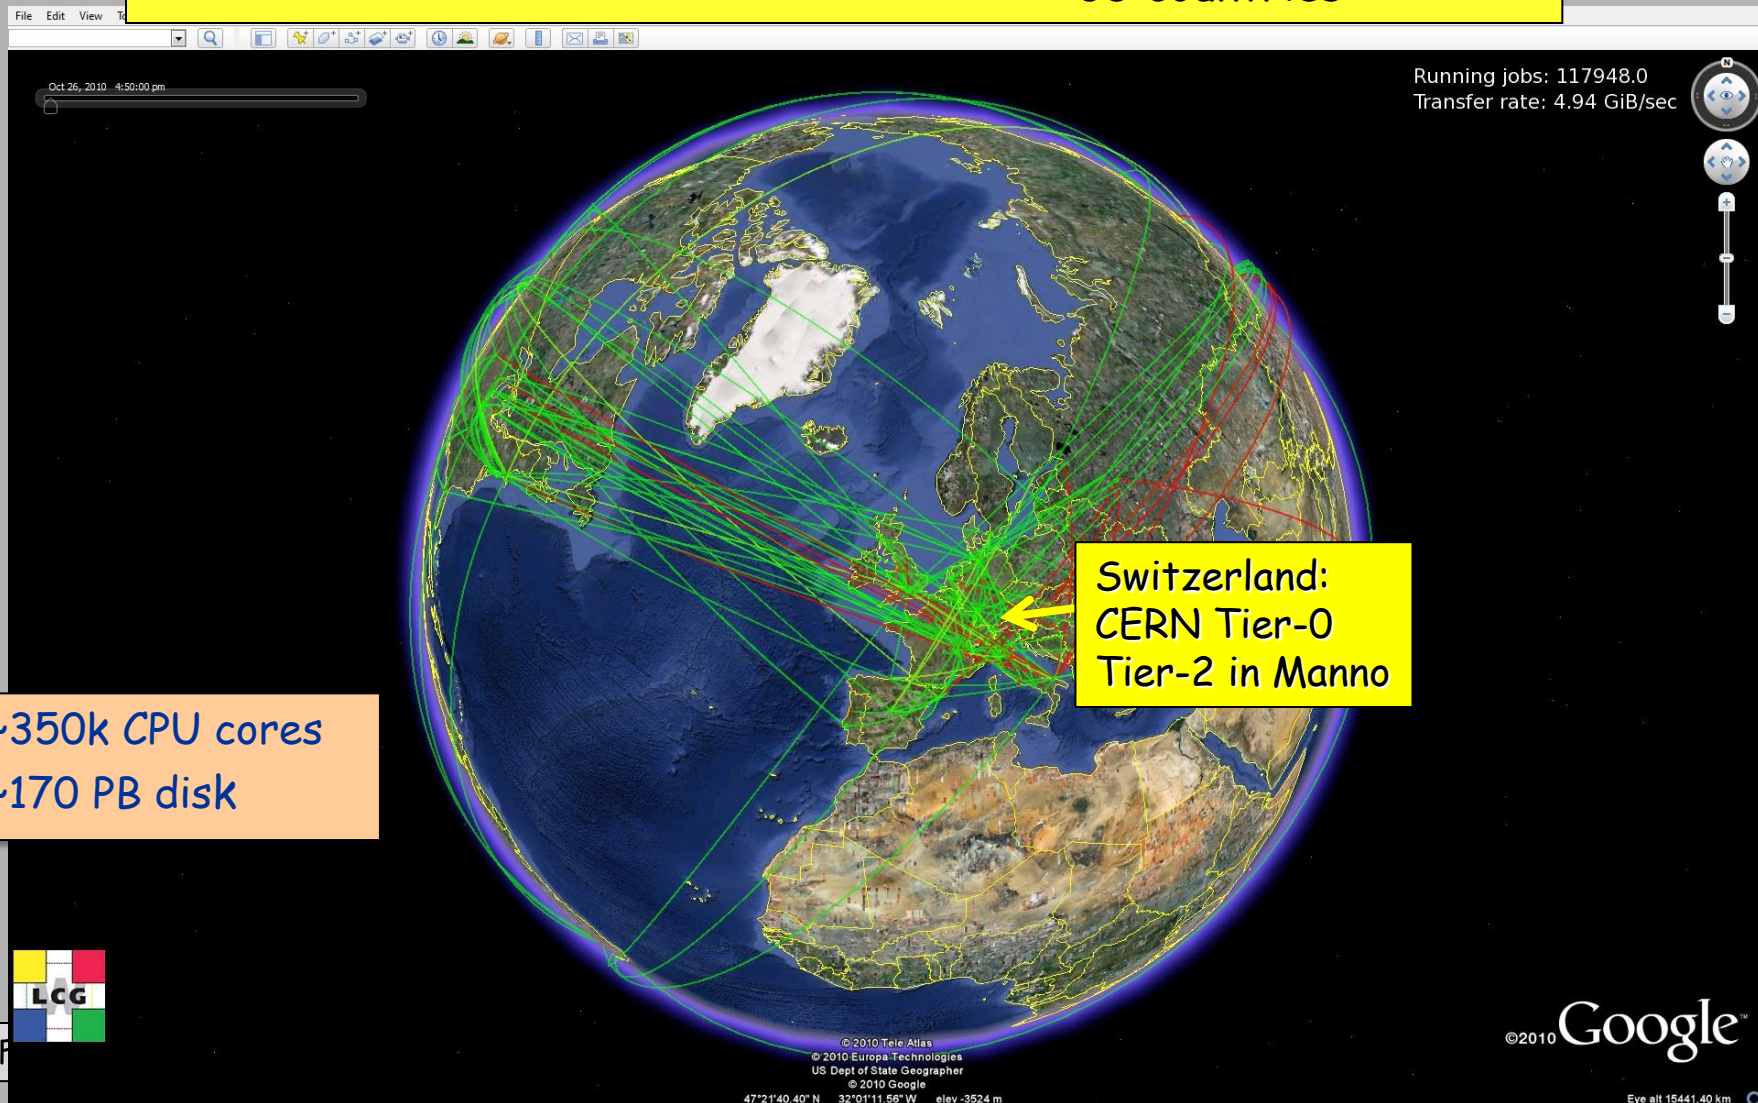 File Edit View
Oct 26, 2010 4:50:00 pm
Running jobs: 117948.0
Transfer rate: 4.94 GiB/sec
N
Switzerland:
CERN Tier-0
Tier-2 in Manno
~350k CPU cores
~170 PB disk
LCG
©2010 Google™
© 2010 Tele Atlas
© 2010 Europa Technologies
US Dept of State Geographer
© 2010 Google
47°21'40.40" N 32°01'11.56" W elev -3524 m
Eye alt 15441.40 km